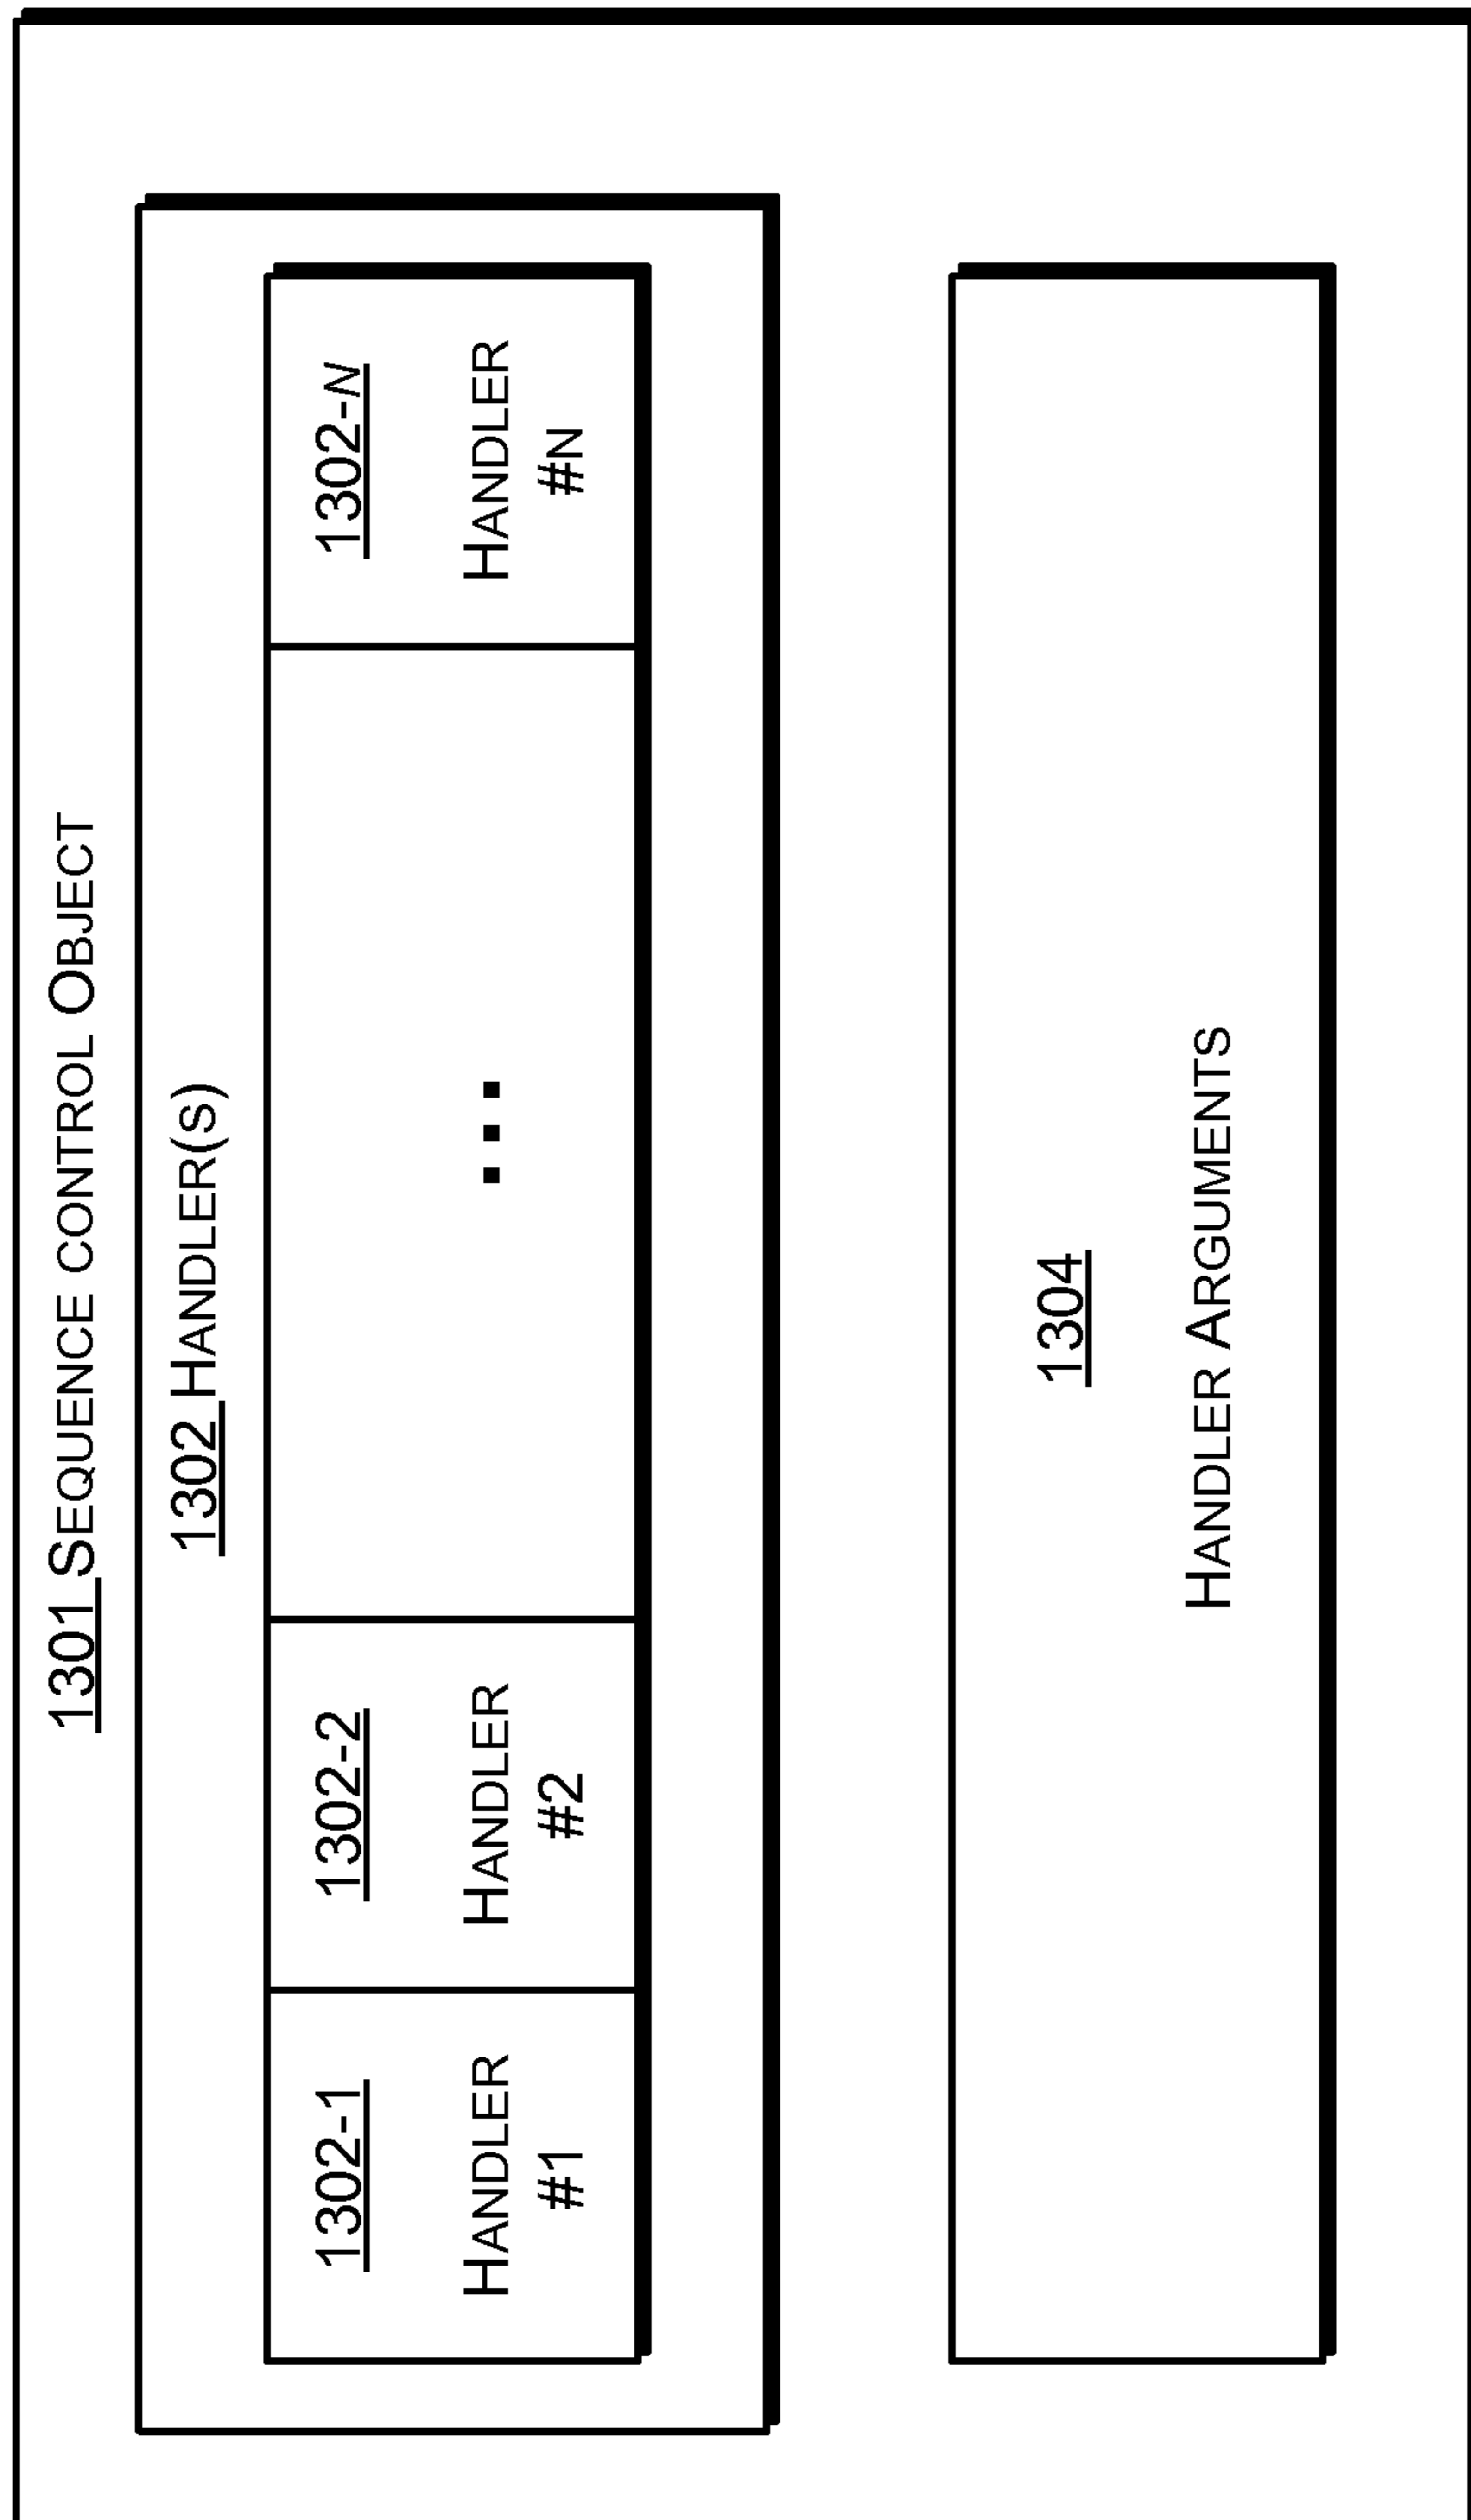 1301 SEQUENCE CONTROL OBJECT
1302 HANDLER(S)
1302-1
HANDLER
#1
1302-2
HANDLER
#2
...
1302-N
HANDLER
#N
1304
HANDLER ARGUMENTS